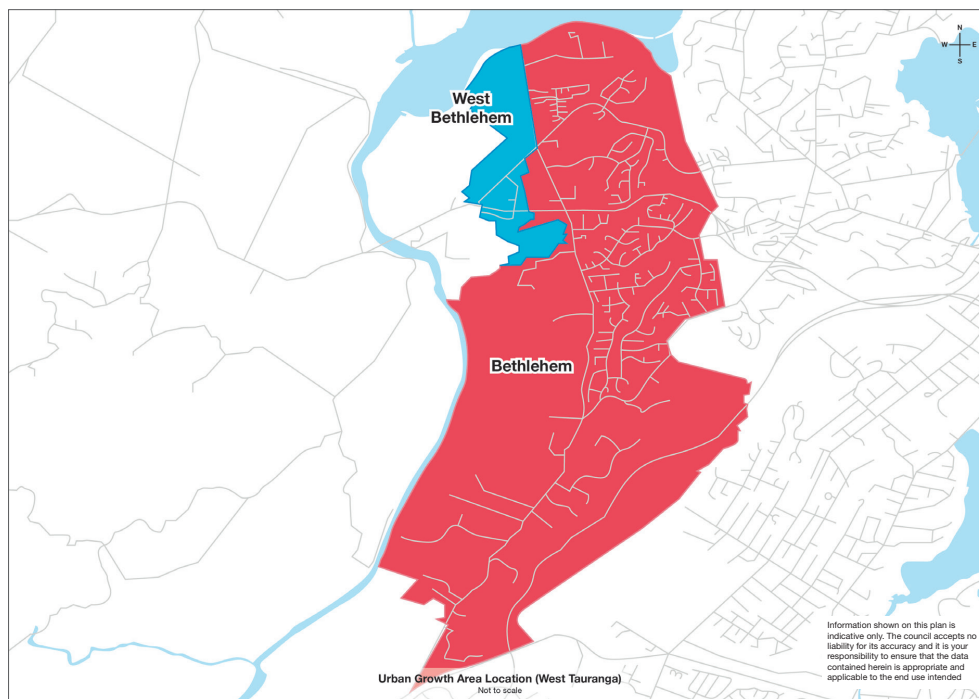 N
W E
S
West
Bethlehem
Bethlehem
Information shown on this plan is
indicative only. The council accepts no
liability for its accuracy and it is your
responsibility to ensure that the data
contained herein is appropriate and
applicable to the end use intended
Urban Growth Area Location (West Tauranga)
Not to scale